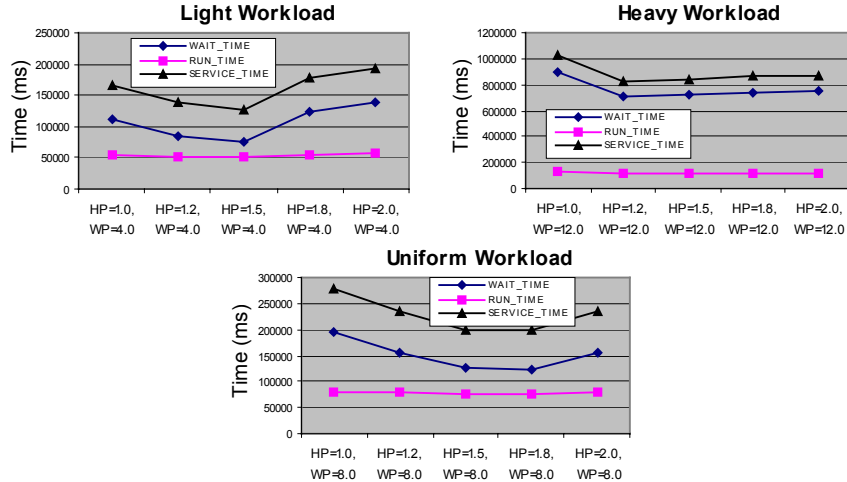 Light Workload
250000
200000
150000
100000
50000
0
Time (ms)
WAIT_TIME
RUN_TIME
SERVICE_TIME
HP=1.0, HP=1.2, HP=1.5, HP=1.8, HP=2.0,
WP=4.0 WP=4.0 WP=4.0 WP=4.0 WP=4.0
Heavy Workload
1200000
1000000
800000
600000
400000
200000
0
Time (ms)
WAIT_TIME
RUN_TIME
SERVICE_TIME
HP=1.0, HP=1.2, HP=1.5, HP=1.8, HP=2.0,
WP=12.0 WP=12.0 WP=12.0 WP=12.0 WP=12.0
Uniform Workload
300000
250000
200000
150000
100000
50000
0
Time (ms)
WAIT_TIME
RUN_TIME
SERVICE_TIME
HP=1.0, HP=1.2, HP=1.5, HP=1.8, HP=2.0,
WP=8.0 WP=8.0 WP=8.0 WP=8.0 WP=8.0